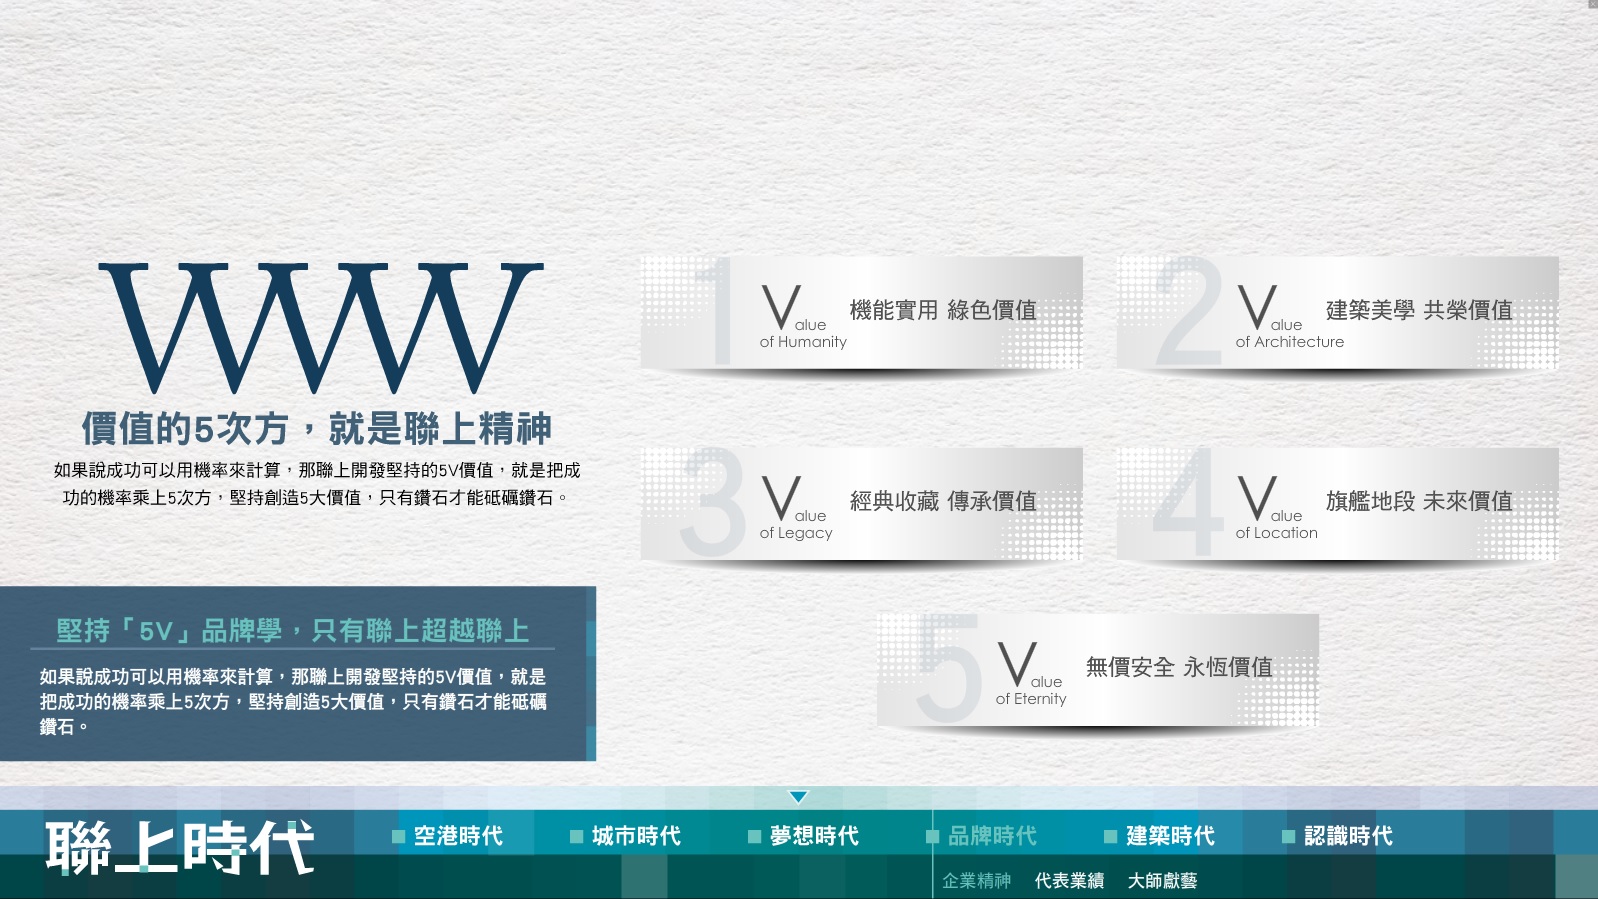 VVVVV
價值的5次方，就是聯上精神
如果說成功可以用機率來計算，那聯上開發堅持的5V價值，就是把成
功的機率乘上5次方，堅持創造5大價值，只有鑽石才能砥礪鑽石。
堅持「5V」品牌學，只有聯上超越聯上
如果說成功可以用機率來計算，那聯上開發堅持的5V價值，就是
把成功的機率乘上5次方，堅持創造5大價值，只有鑽石才能砥礪
鑽石。
1
Value
of Humanity
機能實用 綠色價值
2
Value
of Architecture
建築美學 共榮價值
3
Value
of Legacy
經典收藏 傳承價值
4
Value
of Location
旗艦地段 未來價值
5
Value
of Eternity
無價安全 永恆價值
聯上時代
空港時代
城市時代
夢想時代
品牌時代
建築時代
認識時代
企業精神
代表業績
大師獻藝